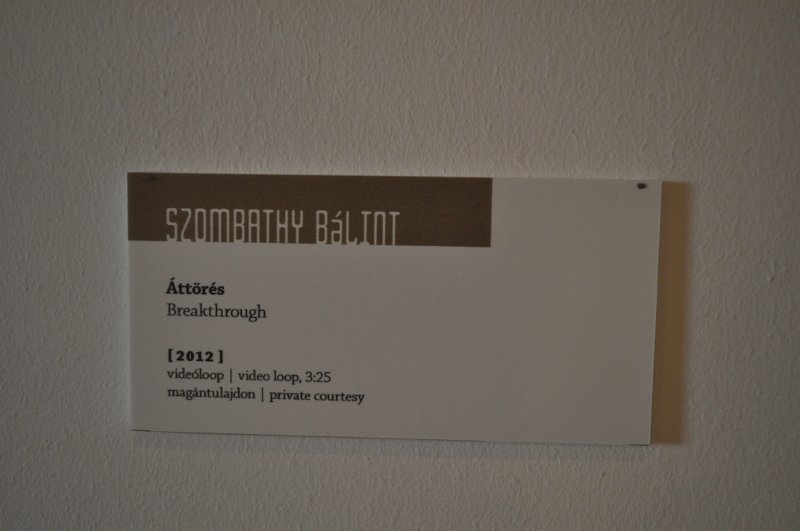 SZOMBATHY BáLINT
Áttörés
Breakthrough
[2012]
videóloop | video loop, 3:25
magántulajdon | private courtesy